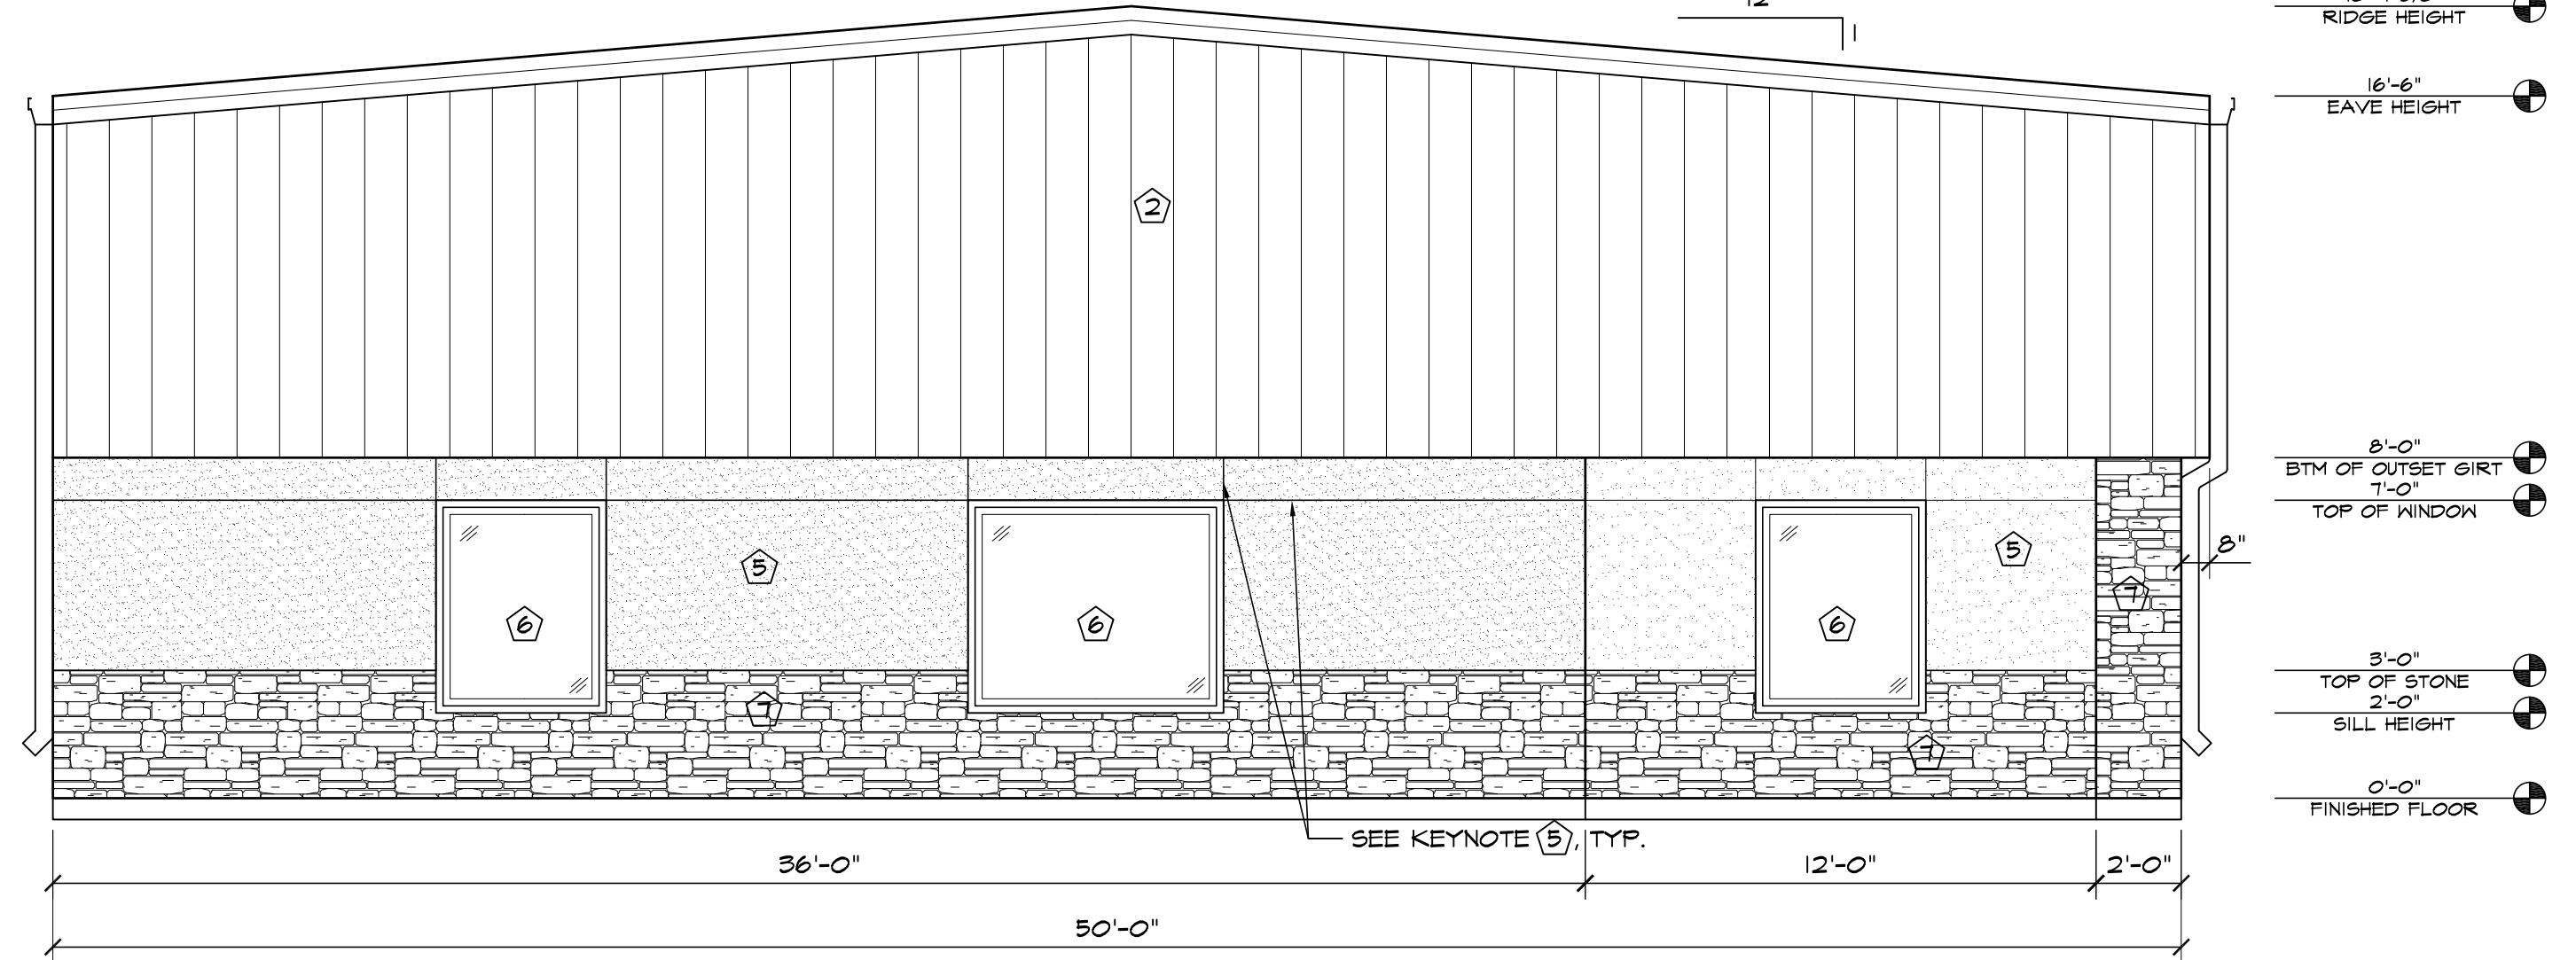 12
1
RIDGE HEIGHT
16'-6"
EAVE HEIGHT
2
8'-0"
BTM OF OUTSET GIRT
7'-0"
TOP OF WINDOW
5
5
8"
6
6
6
7
3'-0"
TOP OF STONE
7
2'-0"
SILL HEIGHT
7
0'-0"
FINISHED FLOOR
SEE KEYNOTE 5, TYP.
36'-0"
12'-0"
2'-0"
50'-0"